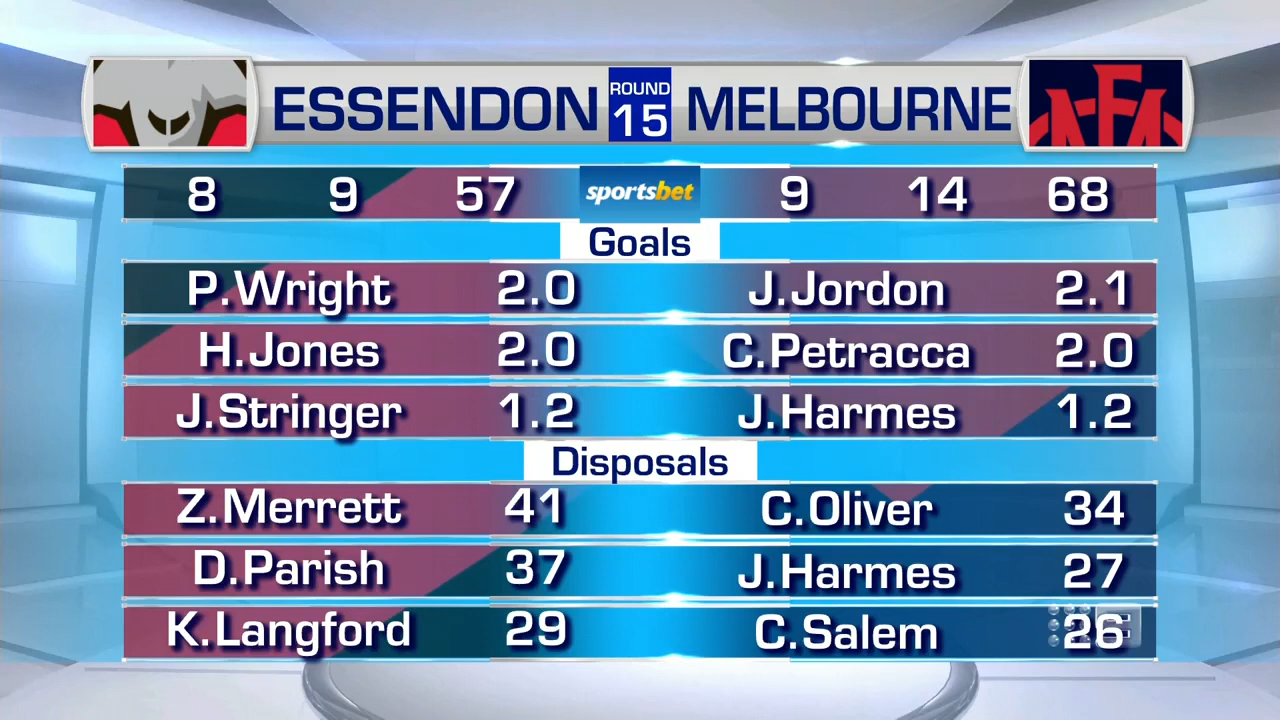 ESSENDON ROUND 15 MELBOURNE
8 9 57 sportsbet 9 14 68
Goals
P.Wright 2.0 J.Jordon 2.1
H.Jones 2.0 C.Petracca 2.0
J.Stringer 1.2 J.Harmes 1.2
Disposals
Z.Merrett 41 C.Oliver 34
D.Parish 37 J.Harmes 27
K.Langford 29 C.Salem 26